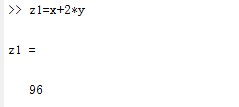 >> z1=x+2*y
z1 =
96